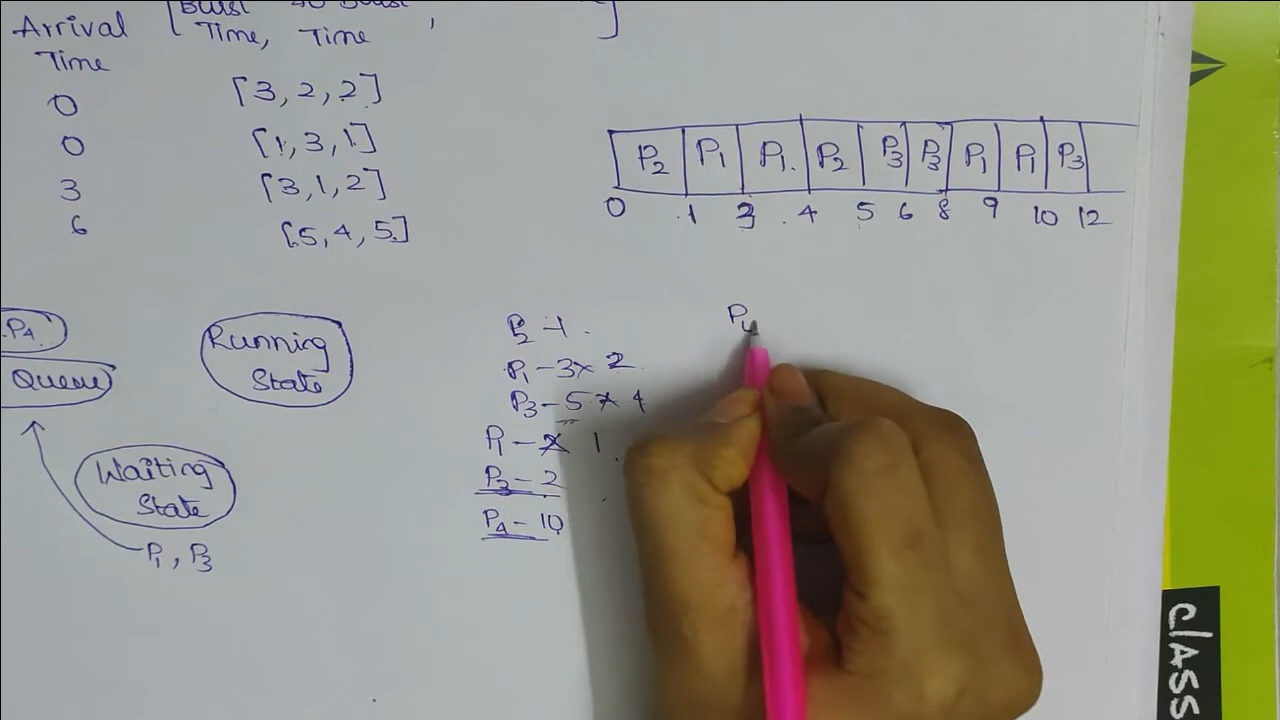 Arrival Time
[Burst Time, IO Burst Time, ]
0 [3, 2, 2]
0 [1, 3, 1]
3 [3, 1, 2]
6 [5, 4, 5]
P2 P1 P1. P2 P3 P3 P1 P1 P3
0 1 3 4 5 6 8 9 10 12
P4
Queue
Running State
Waiting State
P1, P3
P2 - 1
P1 - 3 × 2
P3 - 5 × 4
P1 - 1
P3 - 2
P4 - 10
P4
class